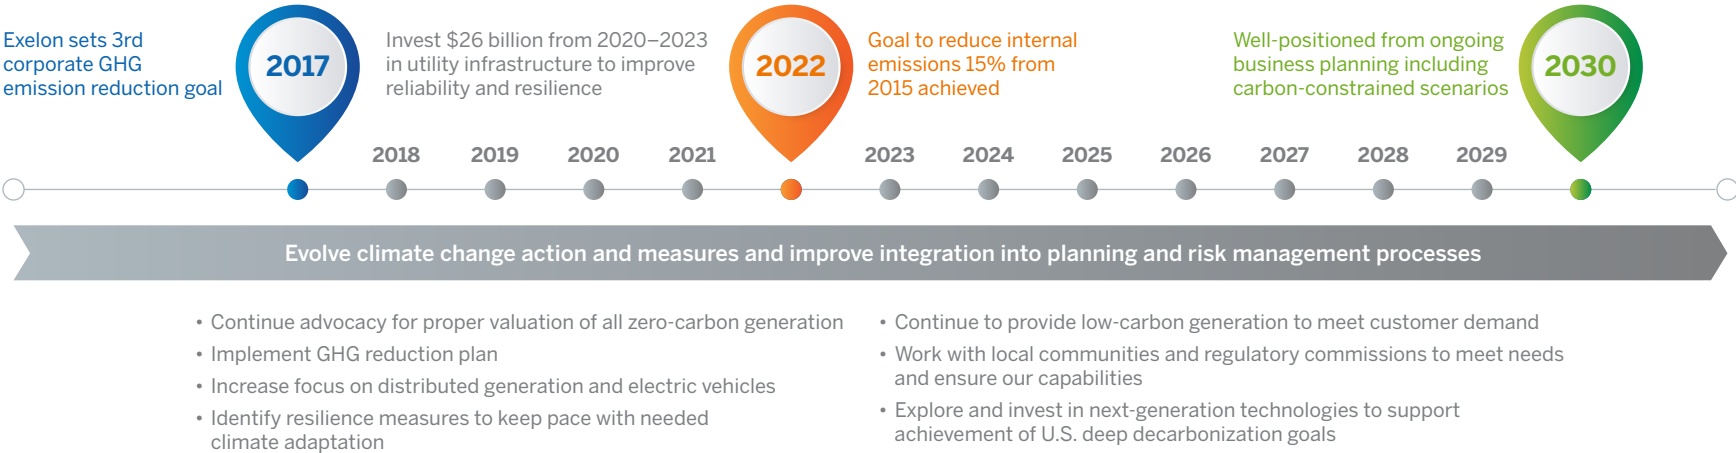 Exelon sets 3rd
corporate GHG
emission reduction goal
2017
Invest $26 billion from 2020–2023
in utility infrastructure to improve
reliability and resilience
2022
Goal to reduce internal
emissions 15% from
2015 achieved
Well-positioned from ongoing
business planning including
carbon-constrained scenarios
2030
2018 2019 2020 2021 2023 2024 2025 2026 2027 2028 2029
Evolve climate change action and measures and improve integration into planning and risk management processes
• Continue advocacy for proper valuation of all zero-carbon generation
• Implement GHG reduction plan
• Increase focus on distributed generation and electric vehicles
• Identify resilience measures to keep pace with needed
climate adaptation
• Continue to provide low-carbon generation to meet customer demand
• Work with local communities and regulatory commissions to meet needs
and ensure our capabilities
• Explore and invest in next-generation technologies to support
achievement of U.S. deep decarbonization goals